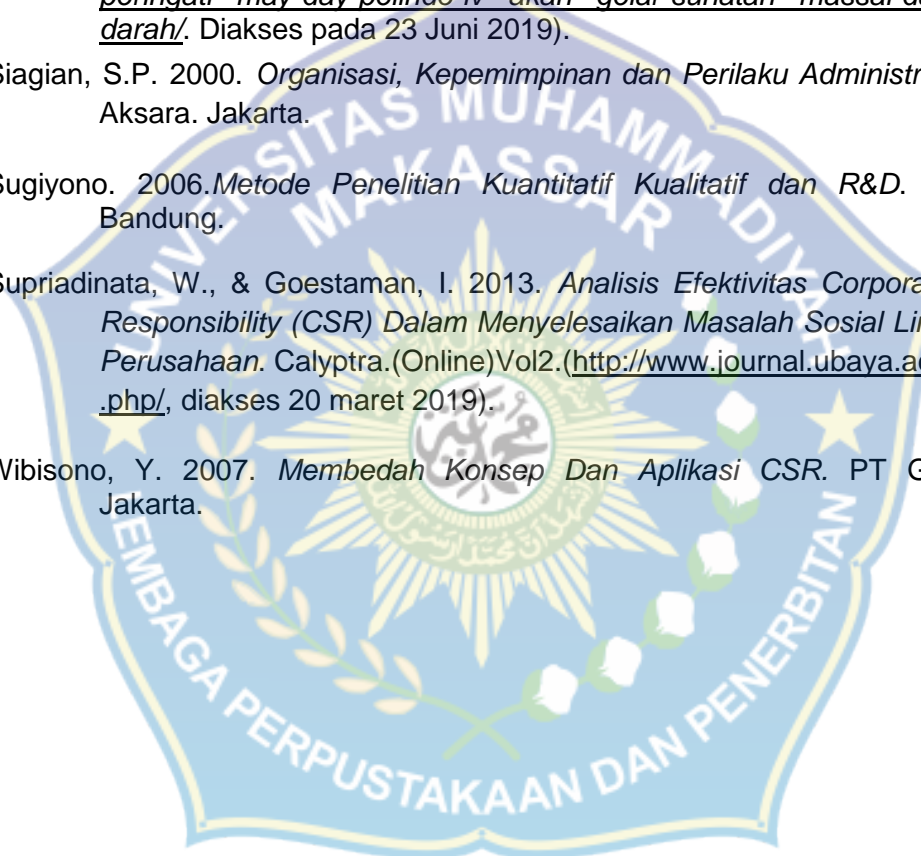 peringati may-day-pelindo-iv akan gelar-sunatan massal-d
darah/. Diakses pada 23 Juni 2019).
Siagian, S.P. 2000. Organisasi, Kepemimpinan dan Perilaku Administr
Aksara. Jakarta.
Sugiyono. 2006.Metode Penelitian Kuantitatif Kualitatif dan R&D.
Bandung.
Supriadinata, W., & Goestaman, I. 2013. Analisis Efektivitas Corpora
Responsibility (CSR) Dalam Menyelesaikan Masalah Sosial Li
Perusahaan. Calyptra.(Online)Vol2.(http://www.journal.ubaya.a
.php/, diakses 20 maret 2019).
Wibisono, Y. 2007. Membedah Konsep Dan Aplikasi CSR. PT G
Jakarta.
UNIVERSITAS MUHAMMADIYAH
MAKASSAR
LEMBAGA PERPUSTAKAAN DAN PENERBITAN